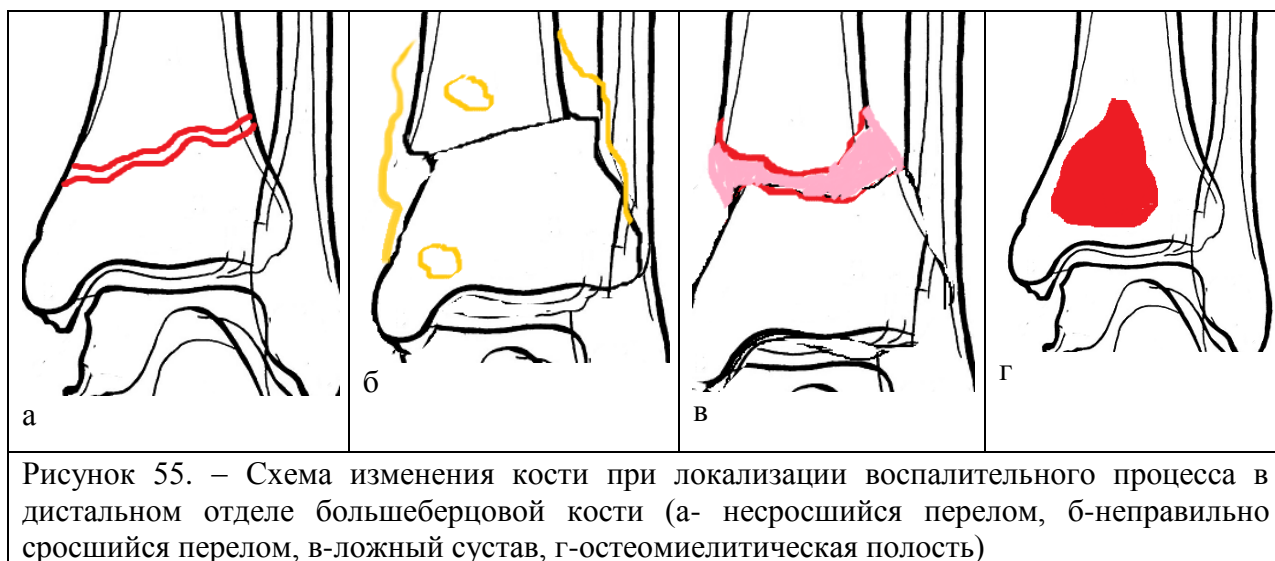 а
б
в
г
Рисунок 55. – Схема изменения кости при локализации воспалительного процесса в
дистальном отделе большеберцовой кости (а- несросшийся перелом, б-неправильно
сросшийся перелом, в-ложный сустав, г-остеомиелитическая полость)